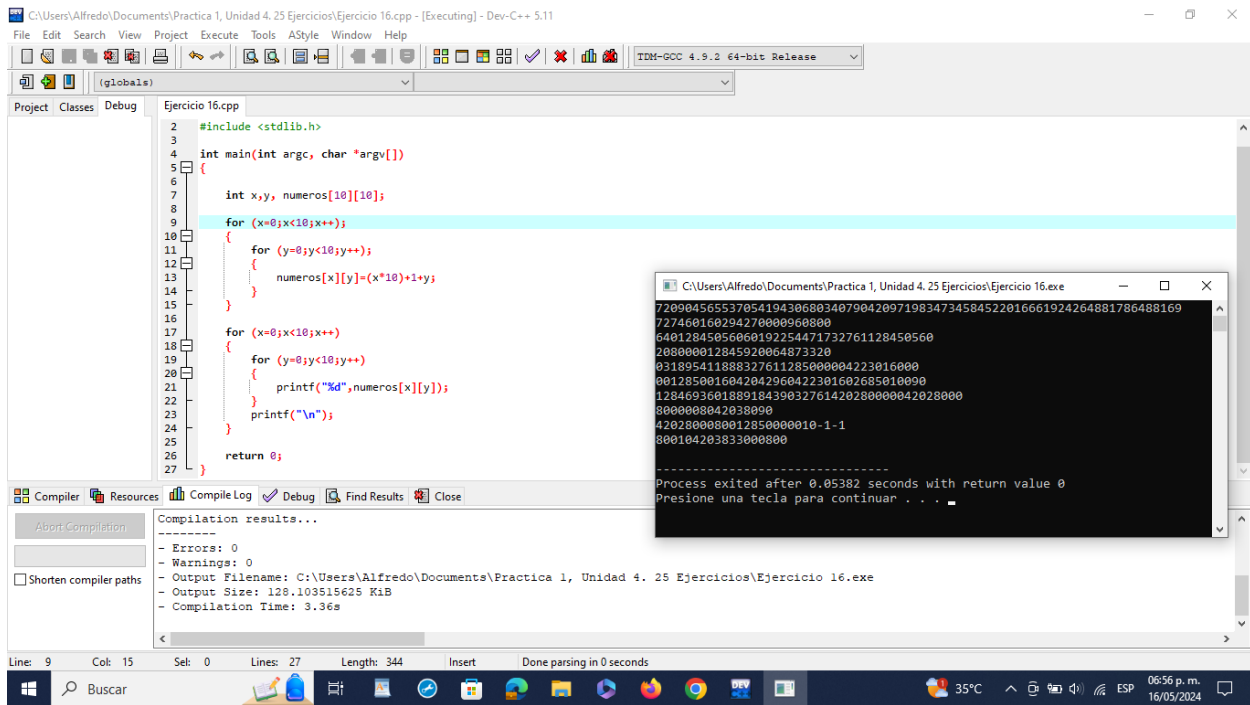 C:\Users\Alfredo\Documents\Practica 1, Unidad 4. 25 Ejercicios\Ejercicio 16.cpp - [Executing] - Dev-C++ 5.11
File Edit Search View Project Execute Tools AStyle Window Help
TDM-GCC 4.9.2 64-bit Release
(globals)
Project Classes Debug Ejercicio 16.cpp
2 #include <stdlib.h>
3
4 int main(int argc, char *argv[])
5 {
6
7 int x,y, numeros[10][10];
8
9 for (x=0;x<10;x++);
10 {
11 for (y=0;y<10;y++);
12 {
13 numeros[x][y]=(x*10)+1+y;
14 }
15 }
16
17 for (x=0;x<10;x++)
18 {
19 for (y=0;y<10;y++)
20 {
21 printf("%d",numeros[x][y]);
22 }
23 printf("\n");
24 }
25
26 return 0;
27 }
C:\Users\Alfredo\Documents\Practica 1, Unidad 4. 25 Ejercicios\Ejercicio 16.exe
720904565537054194306803407904209719834734584522016661924264881786488169
727460160294270000960800
64012845056060192254471732761128450560
208000012845920064873320
031895411888327611285000004223016000
0012850016042042960422301602685010090
128469360188918439032761420280000042028000
8000008042038090
4202800080012850000010-1-1
800104203833000800
--------------------------------
Process exited after 0.05382 seconds with return value 0
Presione una tecla para continuar . . .
Compiler Resources Compile Log Debug Find Results Close
Abort Compilation
Shorten compiler paths
Compilation results...
--------
- Errors: 0
- Warnings: 0
- Output Filename: C:\Users\Alfredo\Documents\Practica 1, Unidad 4. 25 Ejercicios\Ejercicio 16.exe
- Output Size: 128.103515625 KiB
- Compilation Time: 3.36s
Line: 9 Col: 15 Sel: 0 Lines: 27 Length: 344 Insert Done parsing in 0 seconds
Buscar
DEV
35°C
ESP
06:56 p. m.
16/05/2024